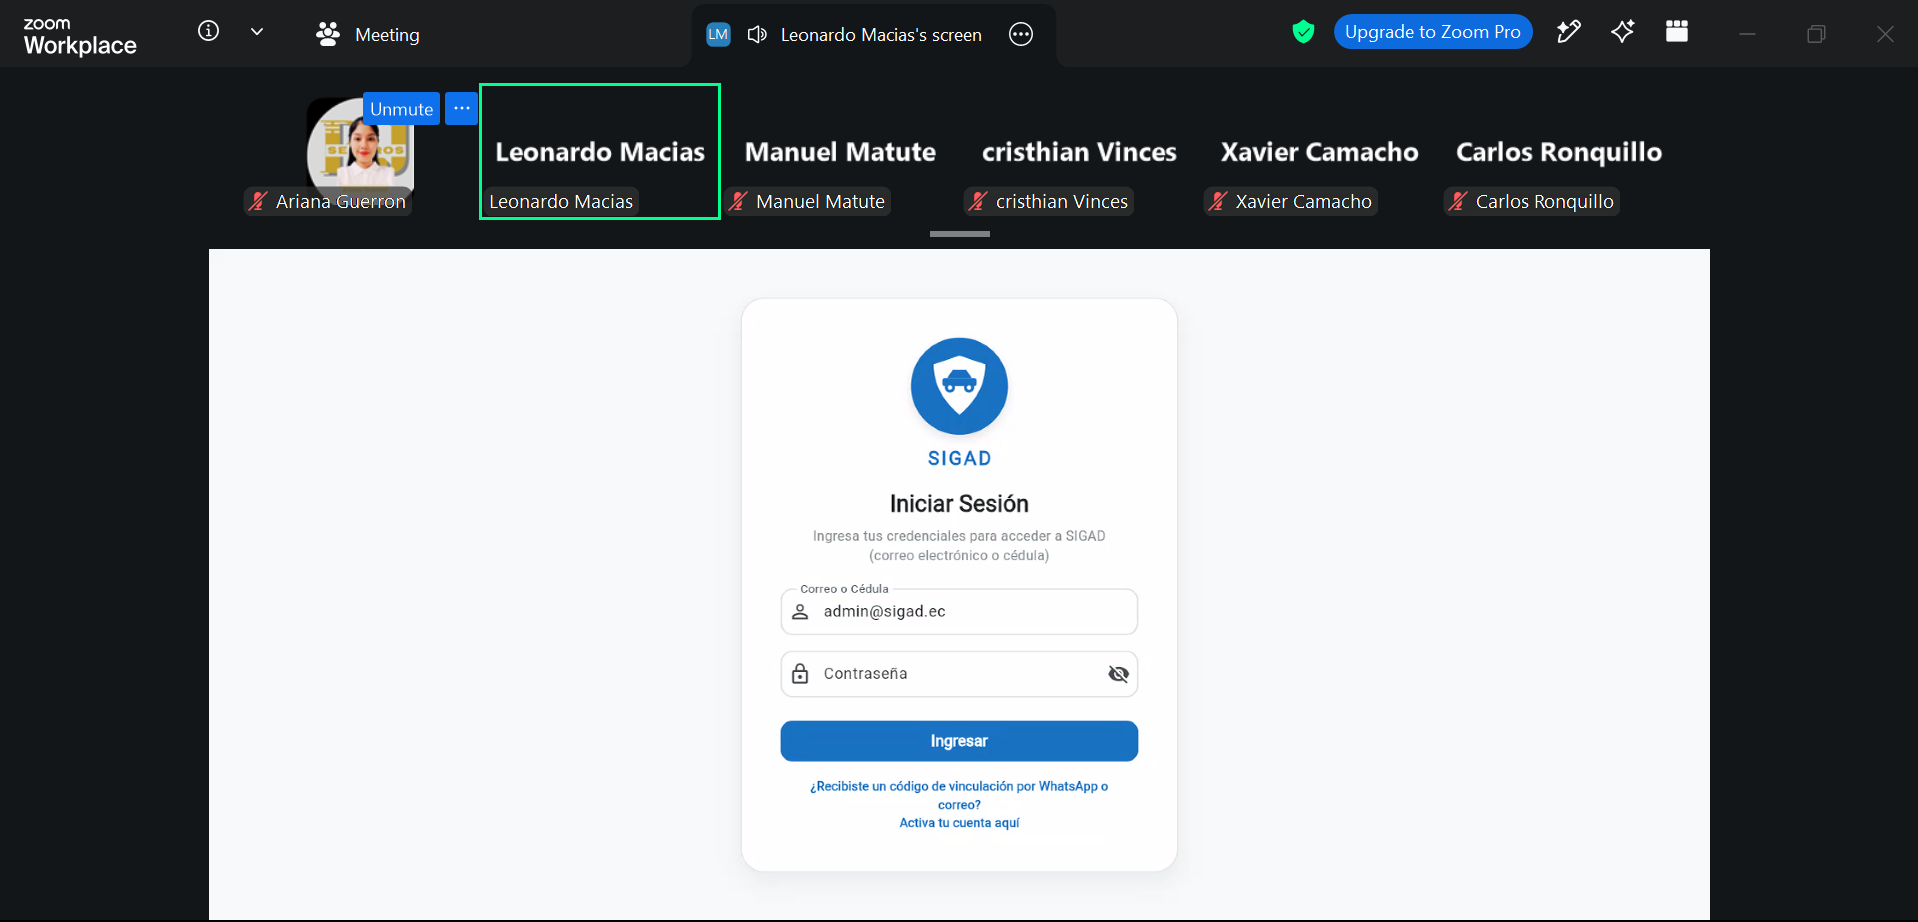 zoom
Workplace
Meeting
LM
Leonardo Macias's screen
Upgrade to Zoom Pro
Unmute
Leonardo Macias
Manuel Matute
cristhian Vinces
Xavier Camacho
Carlos Ronquillo
Ariana Guerron
Leonardo Macias
Manuel Matute
cristhian Vinces
Xavier Camacho
Carlos Ronquillo
SIGAD
Iniciar Sesión
Ingresa tus credenciales para acceder a SIGAD
(correo electrónico o cédula)
Correo o Cédula
admin@sigad.ec
Contraseña
Ingresar
¿Recibiste un código de vinculación por WhatsApp o
correo?
Activa tu cuenta aquí